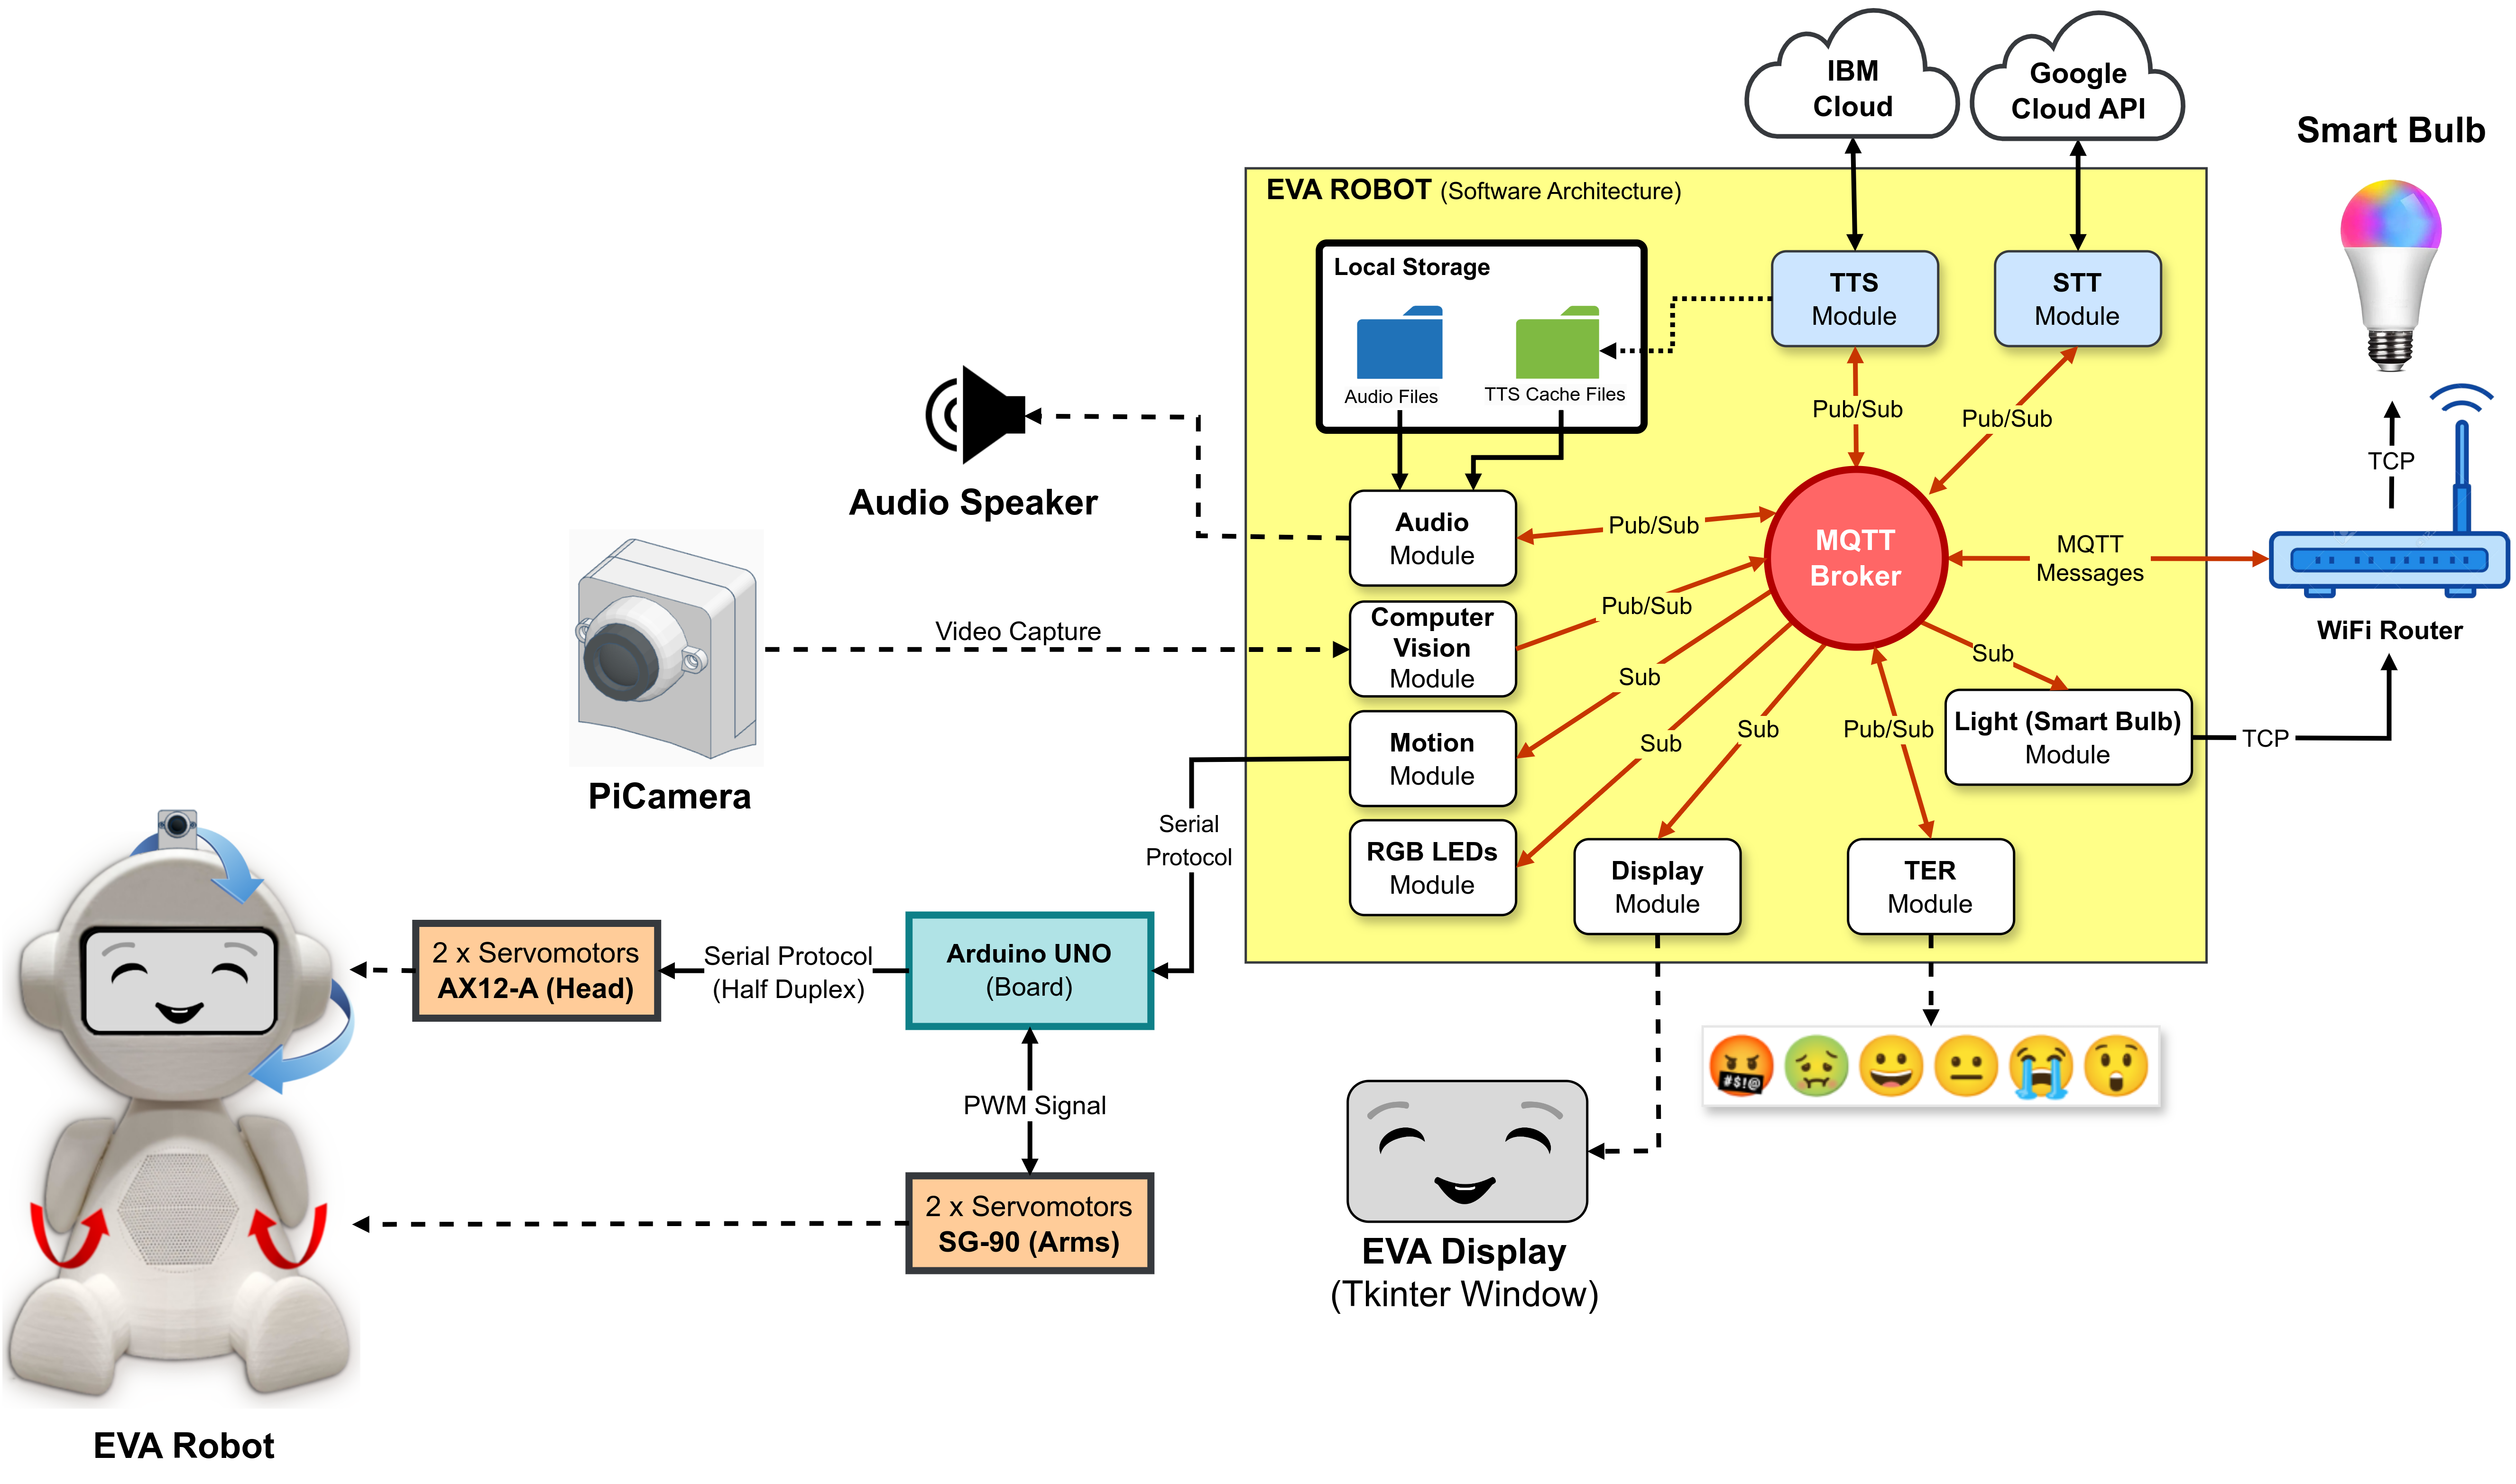 IBM
Cloud
Google
Cloud API
Smart Bulb
EVA ROBOT (Software Architecture)
Local Storage
Audio Files
TTS Cache Files
TTS
Module
STT
Module
Pub/Sub
Pub/Sub
TCP
Audio Speaker
Audio
Module
Pub/Sub
MQTT
Broker
MQTT
Messages
Computer
Vision
Module
Pub/Sub
Video Capture
WiFi Router
Sub
Sub
Light (Smart Bulb)
Module
TCP
Motion
Module
Sub
Sub
Pub/Sub
PiCamera
Serial
Protocol
RGB LEDs
Module
Display
Module
TER
Module
2 x Servomotors
AX12-A (Head)
Serial Protocol
(Half Duplex)
Arduino UNO
(Board)
#$!@
PWM Signal
2 x Servomotors
SG-90 (Arms)
EVA Display
(Tkinter Window)
EVA Robot